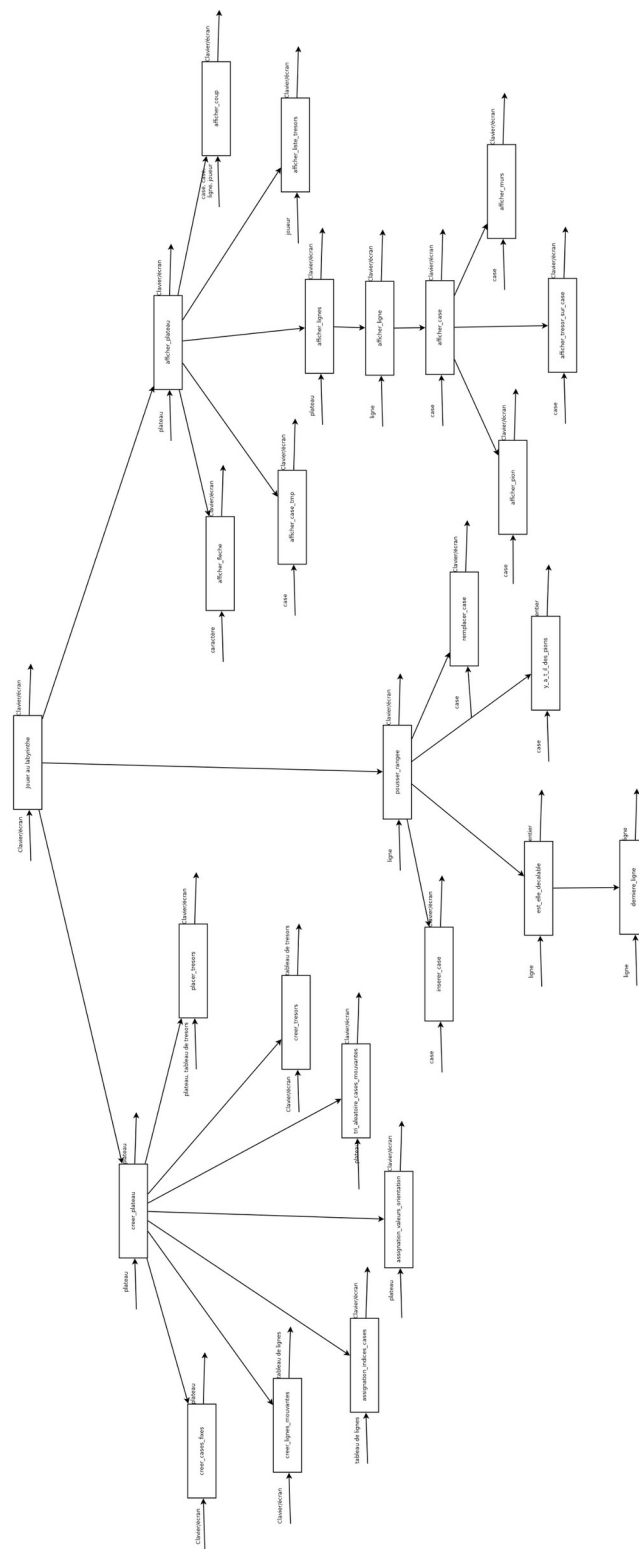 Clavier/écran
Jouer au labyrinthe
Clavier/écran
plateau
creer_plateau
plateau
plateau
afficher_plateau
Clavier/écran
Clavier/écran
creer_cases_fixes
plateau
plateau, tableau de tresors
placer_tresors
Clavier/écran
caractère
afficher_fleche
Clavier/écran
case, case,
ligne, joueur
afficher_coup
Clavier/écran
Clavier/écran
creer_lignes_mouvantes
tableau de lignes
Clavier/écran
creer_tresors
tableau de tresors
case
afficher_case_tmp
Clavier/écran
joueur
afficher_liste_tresors
Clavier/écran
plateau
afficher_lignes
Clavier/écran
tableau de lignes
assignation_indices_cases
Clavier/écran
plateau
tri_aleatoire_cases_mouvantes
Clavier/écran
ligne
afficher_ligne
Clavier/écran
plateau
assignation_valeurs_orientation
Clavier/écran
ligne
pousser_rangee
Clavier/écran
case
inserer_case
Clavier/écran
case
remplacer_case
Clavier/écran
case
afficher_case
Clavier/écran
case
afficher_pion
Clavier/écran
case
afficher_murs
Clavier/écran
ligne
est_elle_decalable
entier
case
y_a_t_il_des_pions
entier
case
afficher_tresor_sur_case
Clavier/écran
ligne
derniere_ligne
ligne